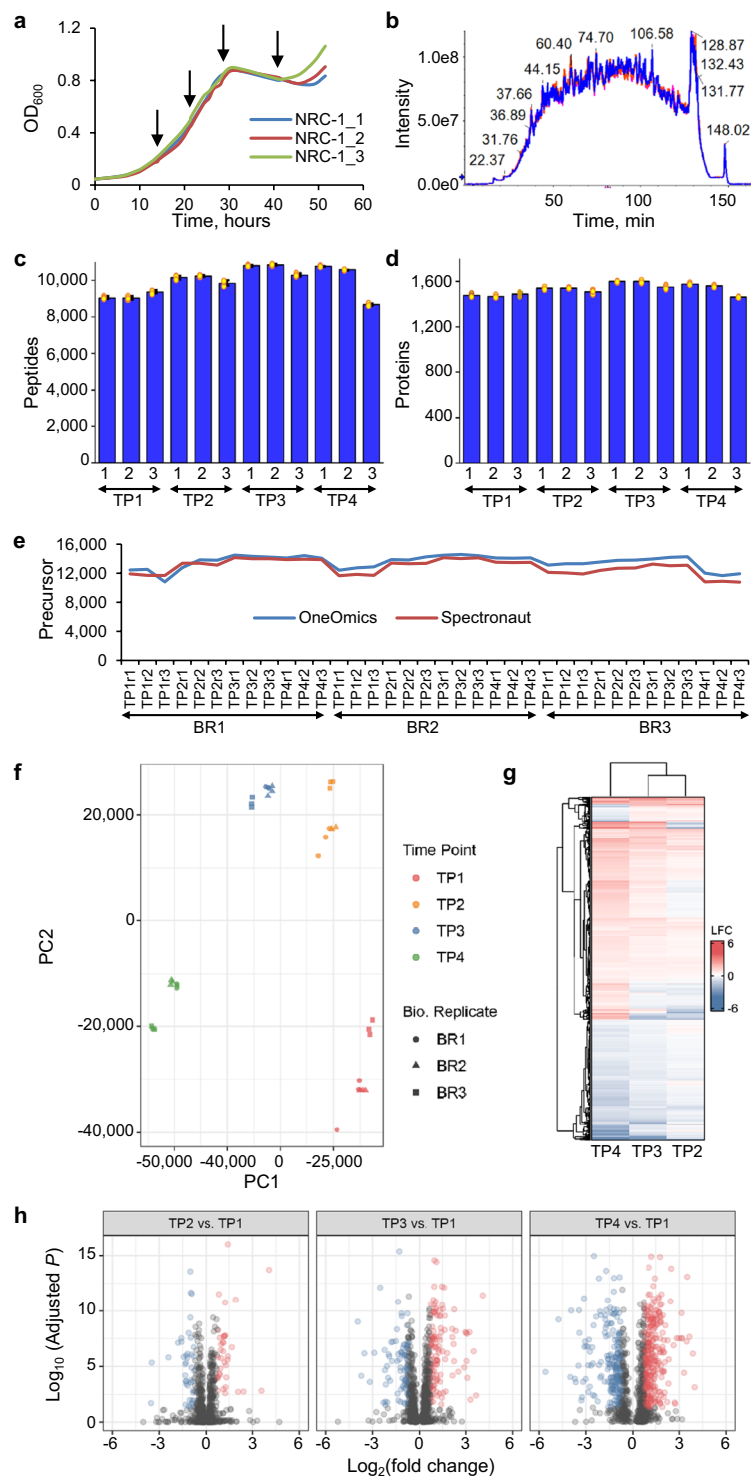 a
OD600
1.2
0.8
0.4
0
NRC-1_1
NRC-1_2
NRC-1_3
0 10 20 30 40 50 60
Time, hours
b
Intensity
1.0e8
5.0e7
0.0e0
22.37
31.76
36.89
37.66
44.15
60.40
74.70
106.58
128.87
132.43
131.77
148.02
50 100 150
Time, min
c
Peptides
10,000
8,000
6,000
4,000
2,000
0
1 2 3 1 2 3 1 2 3 1 2 3
TP1 TP2 TP3 TP4
d
Proteins
1,600
1,200
800
400
0
1 2 3 1 2 3 1 2 3 1 2 3
TP1 TP2 TP3 TP4
e
Precursor
16,000
12,000
8,000
4,000
0
OneOmics Spectronaut
TP1r1 TP1r2 TP1r3 TP2r1 TP2r2 TP2r3 TP3r1 TP3r2 TP3r3 TP4r1 TP4r2 TP4r3 TP1r1 TP1r2 TP1r3 TP2r1 TP2r2 TP2r3 TP3r1 TP3r2 TP3r3 TP4r1 TP4r2 TP4r3 TP1r1 TP1r2 TP1r3 TP2r1 TP2r2 TP2r3 TP3r1 TP3r2 TP3r3 TP4r1 TP4r2 TP4r3
BR1 BR2 BR3
f
PC2
20,000
0
-20,000
-40,000
-50,000 -40,000 0 -25,000
PC1
Time Point
TP1
TP2
TP3
TP4
Bio. Replicate
BR1
BR2
BR3
g
LFC
6
0
-6
TP4 TP3 TP2
h
TP2 vs. TP1 TP3 vs. TP1 TP4 vs. TP1
Log10 (Adjusted P)
15
10
5
0
-6 -3 0 3 6 -6 -3 0 3 6 -6 -3 0 3 6
Log2(fold change)